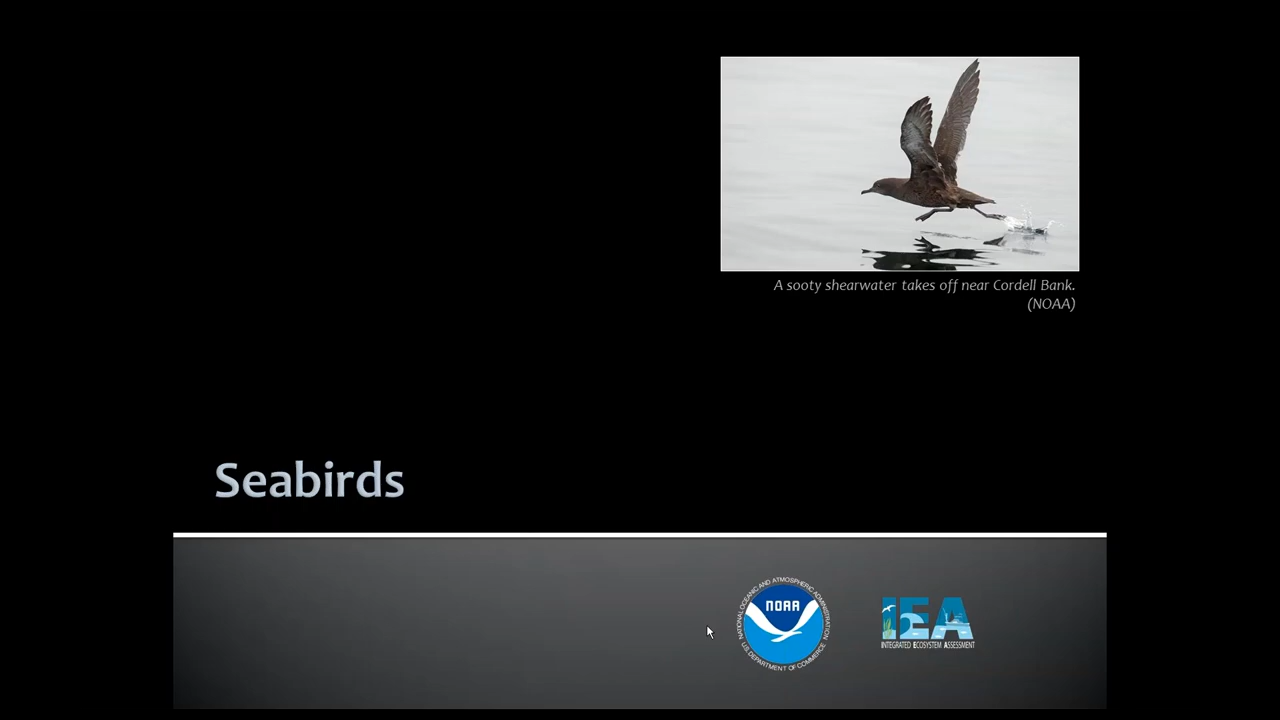 A sooty shearwater takes off near Cordell Bank.
(NOAA)
Seabirds
NATIONAL OCEANIC AND ATMOSPHERIC ADMINISTRATION
NOAA
U.S. DEPARTMENT OF COMMERCE
IEA
INTEGRATED ECOSYSTEM ASSESSMENT